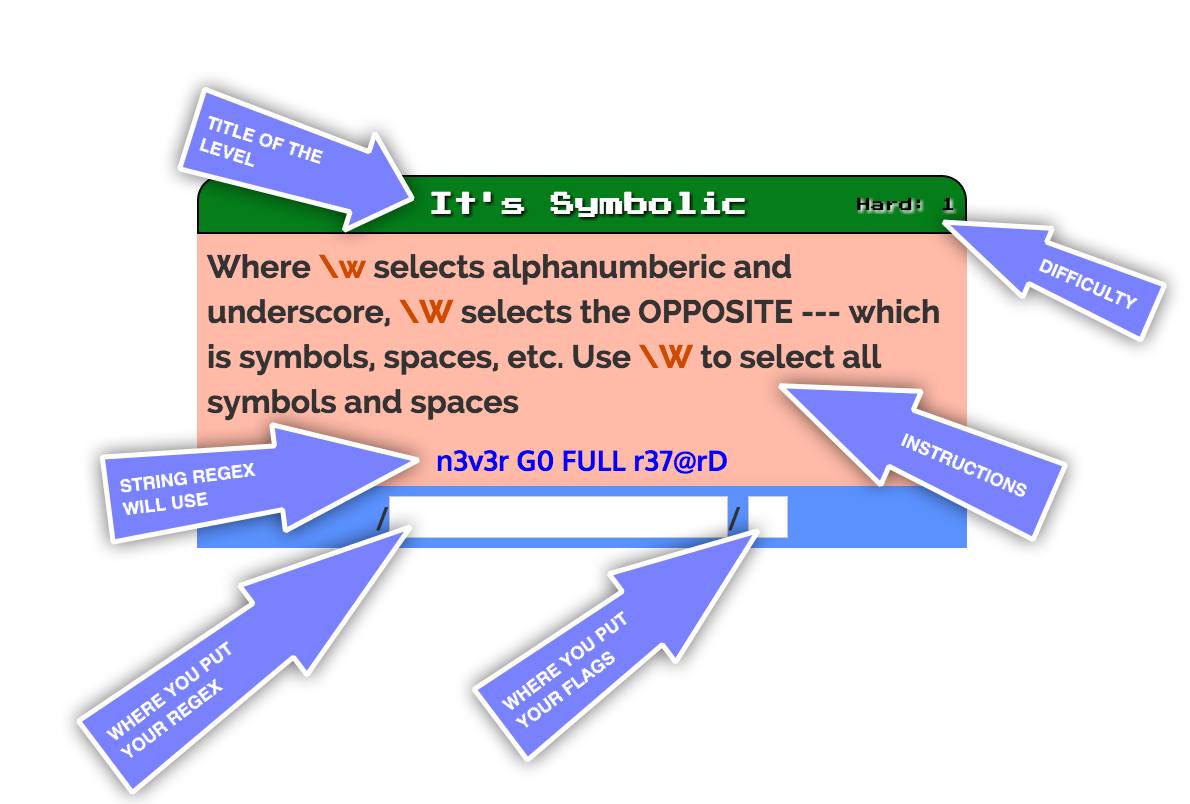 TITLE OF THE
LEVEL
It's Symbolic
Hard: 1
DIFFICULTY
Where \w selects alphanumberic and
underscore, \W selects the OPPOSITE --- which
is symbols, spaces, etc. Use \W to select all
symbols and spaces
INSTRUCTIONS
STRING REGEX
WILL USE
n3v3r G0 FULL r37@rD
/ /
WHERE YOU PUT
YOUR REGEX
WHERE YOU PUT
YOUR FLAGS